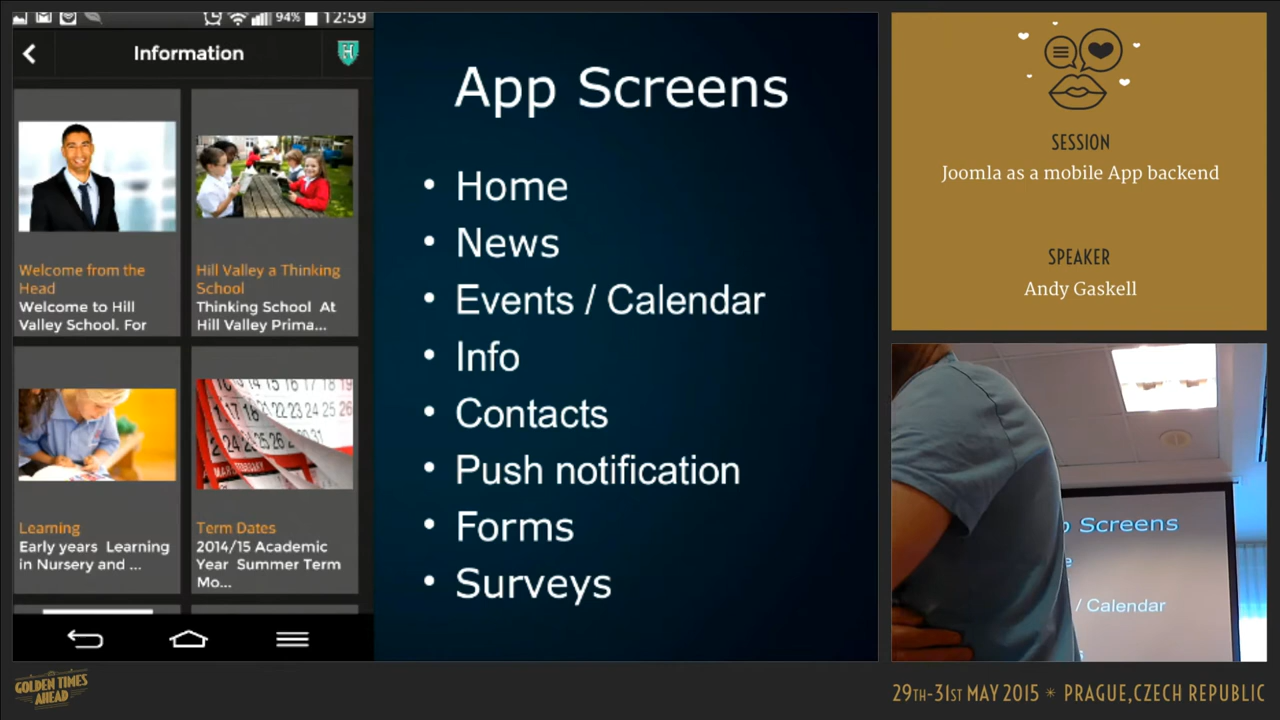 94% 12:59
Information
Welcome from the
Head
Welcome to Hill
Valley School. For
Hill Valley a Thinking
School
Thinking School At
Hill Valley Prima...
Learning
Early years Learning
in Nursery and ...
Term Dates
2014/15 Academic
Year Summer Term
Mo...
App Screens
• Home
• News
• Events / Calendar
• Info
• Contacts
• Push notification
• Forms
• Surveys
SESSION
Joomla as a mobile App backend
SPEAKER
Andy Gaskell
Screens
/ Calendar
GOLDEN TIMES
AHEAD
29TH-31ST MAY 2015 * PRAGUE,CZECH REPUBLIC